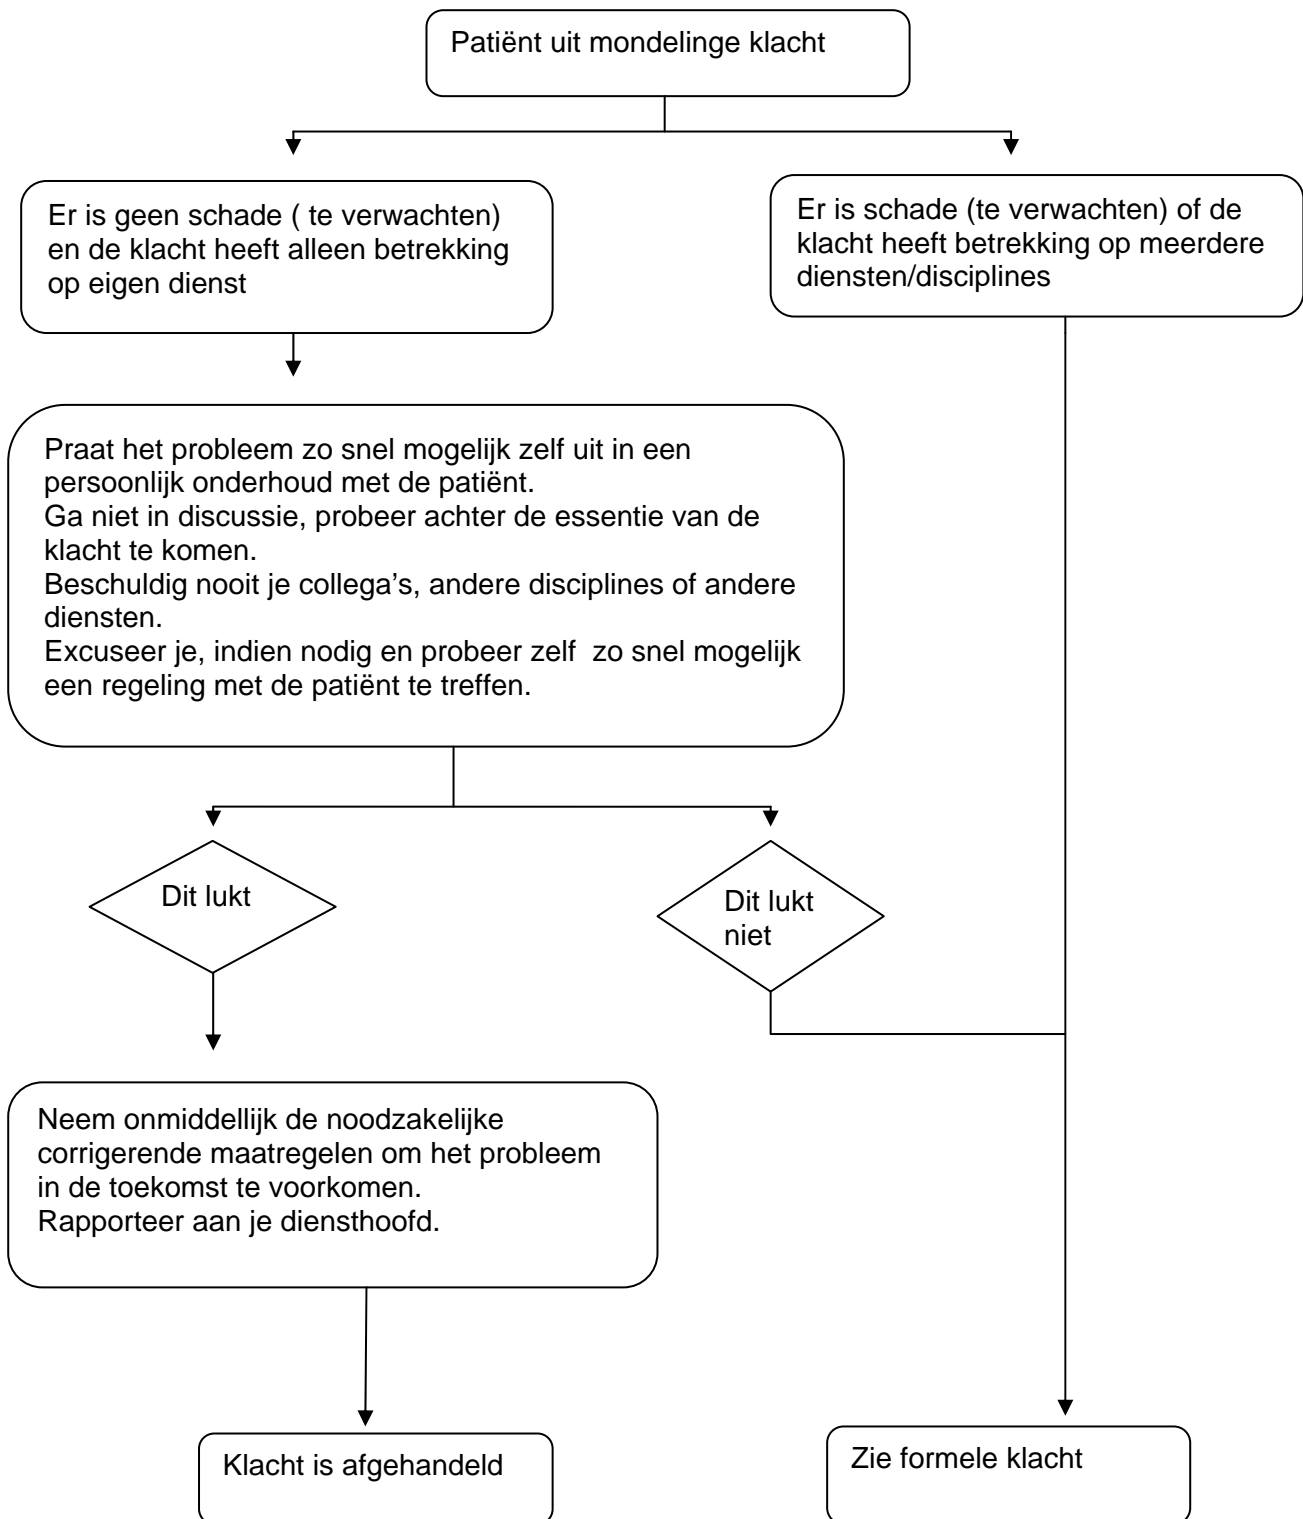 Patiënt uit mondelinge klacht
Er is geen schade ( te verwachten)
en de klacht heeft alleen betrekking
op eigen dienst
Er is schade (te verwachten) of de
klacht heeft betrekking op meerdere
diensten/disciplines
Praat het probleem zo snel mogelijk zelf uit in een
persoonlijk onderhoud met de patiënt.
Ga niet in discussie, probeer achter de essentie van de
klacht te komen.
Beschuldig nooit je collega’s, andere disciplines of andere
diensten.
Excuseer je, indien nodig en probeer zelf  zo snel mogelijk
een regeling met de patiënt te treffen.
Dit lukt
Dit lukt
niet
Neem onmiddellijk de noodzakelijke
corrigerende maatregelen om het probleem
in de toekomst te voorkomen.
Rapporteer aan je diensthoofd.
Klacht is afgehandeld
Zie formele klacht